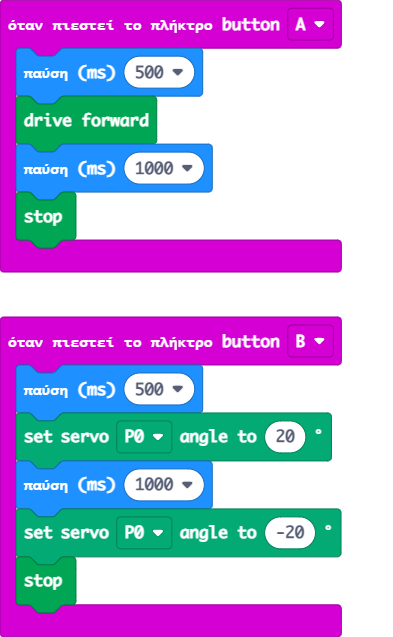 όταν πιεστεί το πλήκτρο button A
παύση (ms) 500
drive forward
παύση (ms) 1000
stop
όταν πιεστεί το πλήκτρο button B
παύση (ms) 500
set servo P0 angle to 20 °
παύση (ms) 1000
set servo P0 angle to -20 °
stop